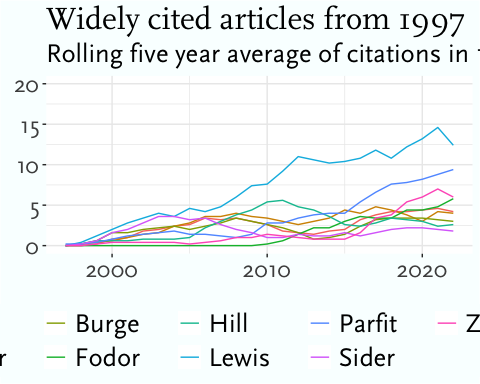 Widely cited articles from 1997
Rolling five year average of citations in
20
15
10
5
0
2000 2010 2020
Burge Hill Parfit Z
r Fodor Lewis Sider